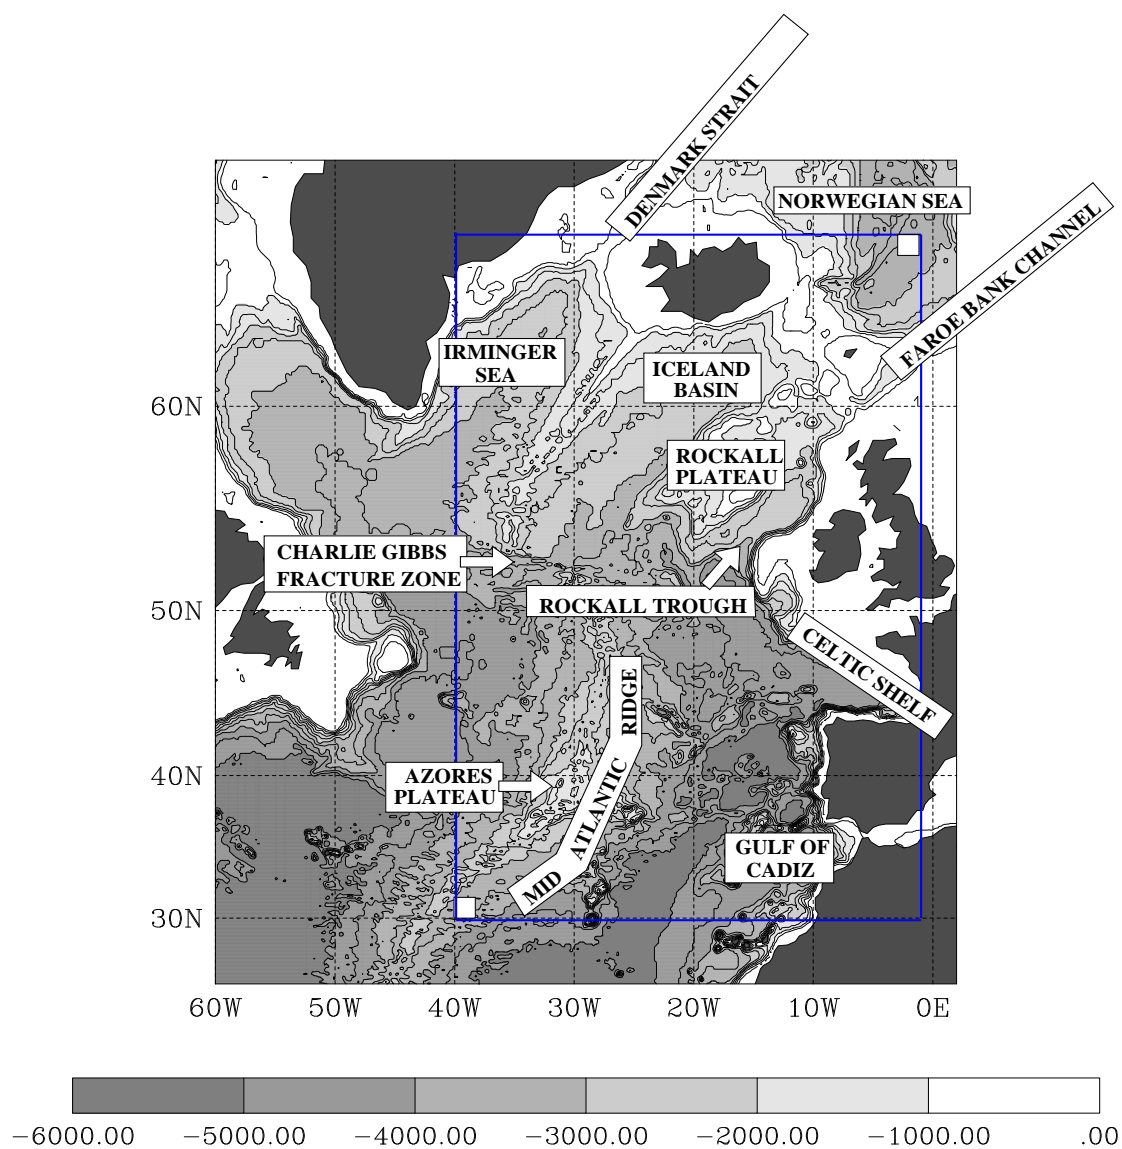 DENMARK STRAIT
NORWEGIAN SEA
FAROE BANK CHANNEL
IRMINGER
SEA
ICELAND
BASIN
60N
ROCKALL
PLATEAU
CHARLIE GIBBS
FRACTURE ZONE
ROCKALL TROUGH
50N
CELTIC SHELF
MID ATLANTIC RIDGE
40N
AZORES
PLATEAU
GULF OF
CADIZ
30N
60W 50W 40W 30W 20W 10W 0E
−6000.00 −5000.00 −4000.00 −3000.00 −2000.00 −1000.00 .00